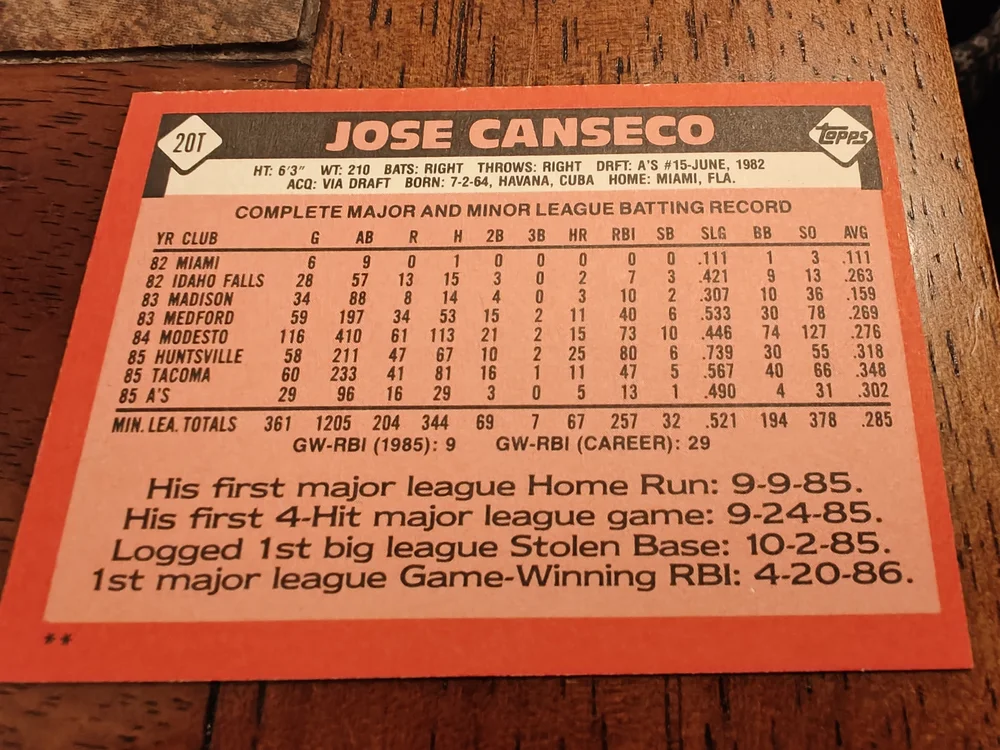 20T JOSE CANSECO topps
HT: 6'3" WT: 210 BATS: RIGHT THROWS: RIGHT DRFT: A'S #15-JUNE, 1982
ACQ: VIA DRAFT BORN: 7-2-64, HAVANA, CUBA HOME: MIAMI, FLA.
COMPLETE MAJOR AND MINOR LEAGUE BATTING RECORD
YR CLUB G AB R H 2B 3B HR RBI SB SLG BB SO AVG
82 MIAMI 6 9 0 1 0 0 0 0 0 .111 1 3 .111
82 IDAHO FALLS 28 57 13 15 3 0 2 7 3 .421 9 13 .263
83 MADISON 34 88 8 14 4 0 3 10 2 .307 10 36 .159
83 MEDFORD 59 197 34 53 15 2 11 40 6 .533 30 78 .269
84 MODESTO 116 410 61 113 21 2 15 73 10 .446 74 127 .276
85 HUNTSVILLE 58 211 47 67 10 2 25 80 6 .739 30 55 .318
85 TACOMA 60 233 41 81 16 1 11 47 5 .567 40 66 .348
85 A'S 29 96 16 29 3 0 5 13 1 .490 4 31 .302
MIN. LEA. TOTALS 361 1205 204 344 69 7 67 257 32 .521 194 378 .285
GW-RBI (1985): 9 GW-RBI (CAREER): 29
His first major league Home Run: 9-9-85.
His first 4-Hit major league game: 9-24-85.
Logged 1st big league Stolen Base: 10-2-85.
1st major league Game-Winning RBI: 4-20-86.
**